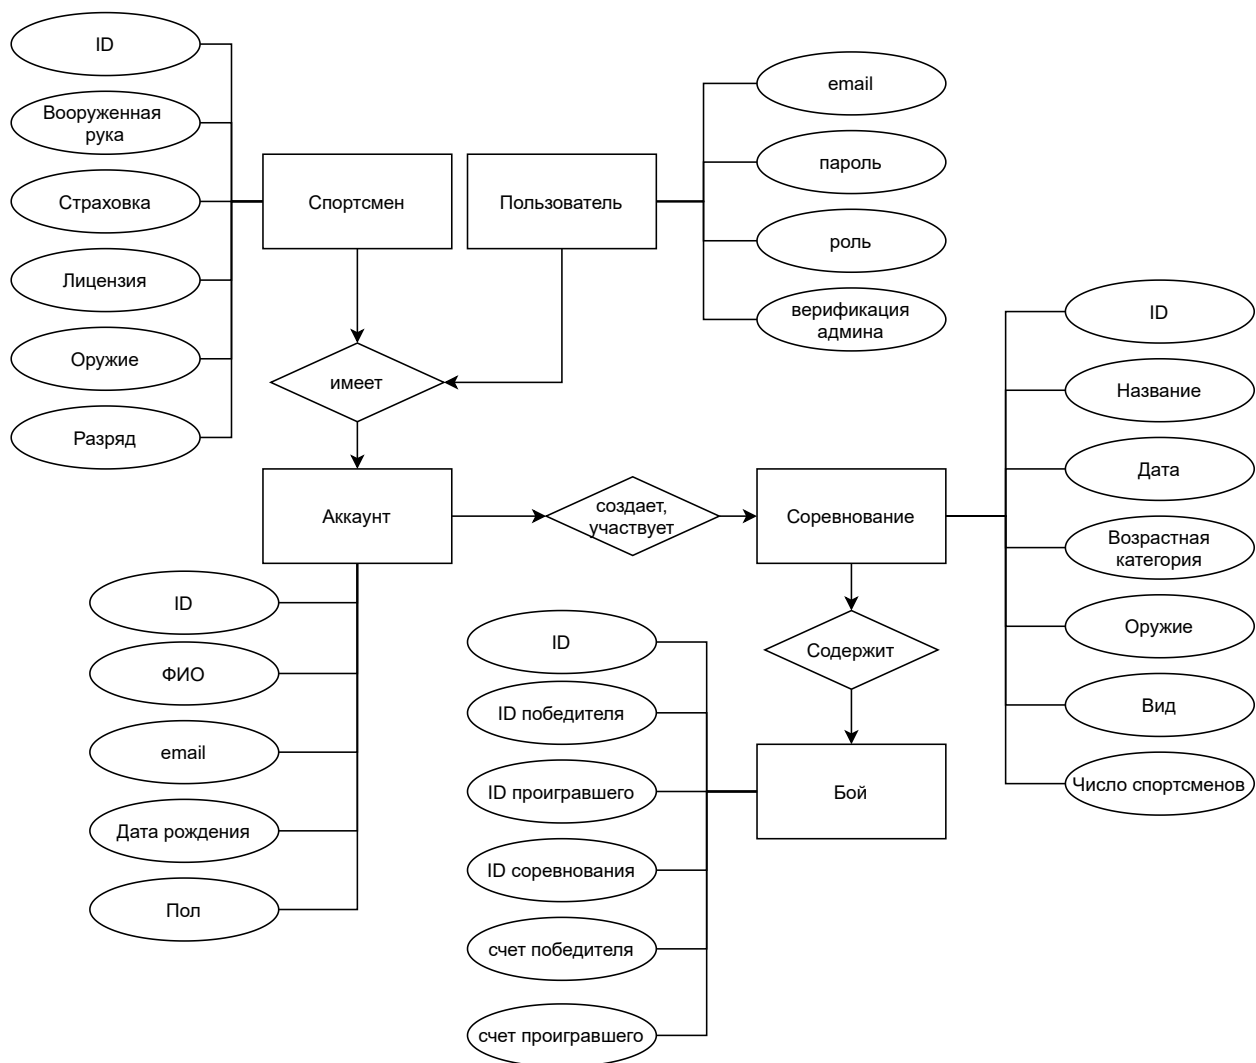 ID
Вооруженная
рука
Страховка
Лицензия
Оружие
Разряд
Спортсмен
Пользователь
email
пароль
роль
верификация
админа
имеет
Аккаунт
создает,
участвует
Соревнование
ID
Название
Дата
Возрастная
категория
Оружие
Вид
Число спортсменов
Содержит
Бой
ID
ФИО
email
Дата рождения
Пол
ID
ID победителя
ID проигравшего
ID соревнования
счет победителя
счет проигравшего